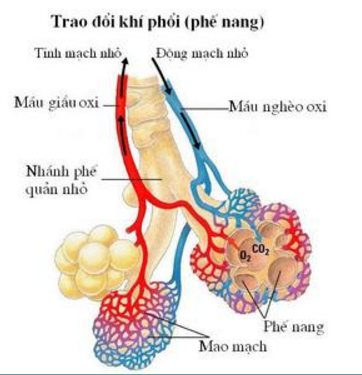 Trao đổi khí phổi (phế nang)
Tĩnh mạch nhỏ
Động mạch nhỏ
Máu giầu oxi
Máu nghèo oxi
Nhánh phế
quản nhỏ
O₂
CO₂
Phế nang
Mao mạch